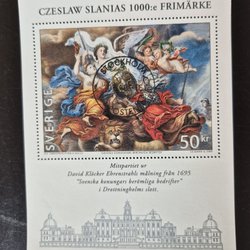 CZESLAW SLANIAS 1000:e FRIMÄRKE
STOCKHOLM
SVERIGE
50 kr
Mittpartiet ur
David Klöcker Ehrenstrahls målning från 1695
"Svenska konungars berömliga bedrifter"
i Drottningholms slott.